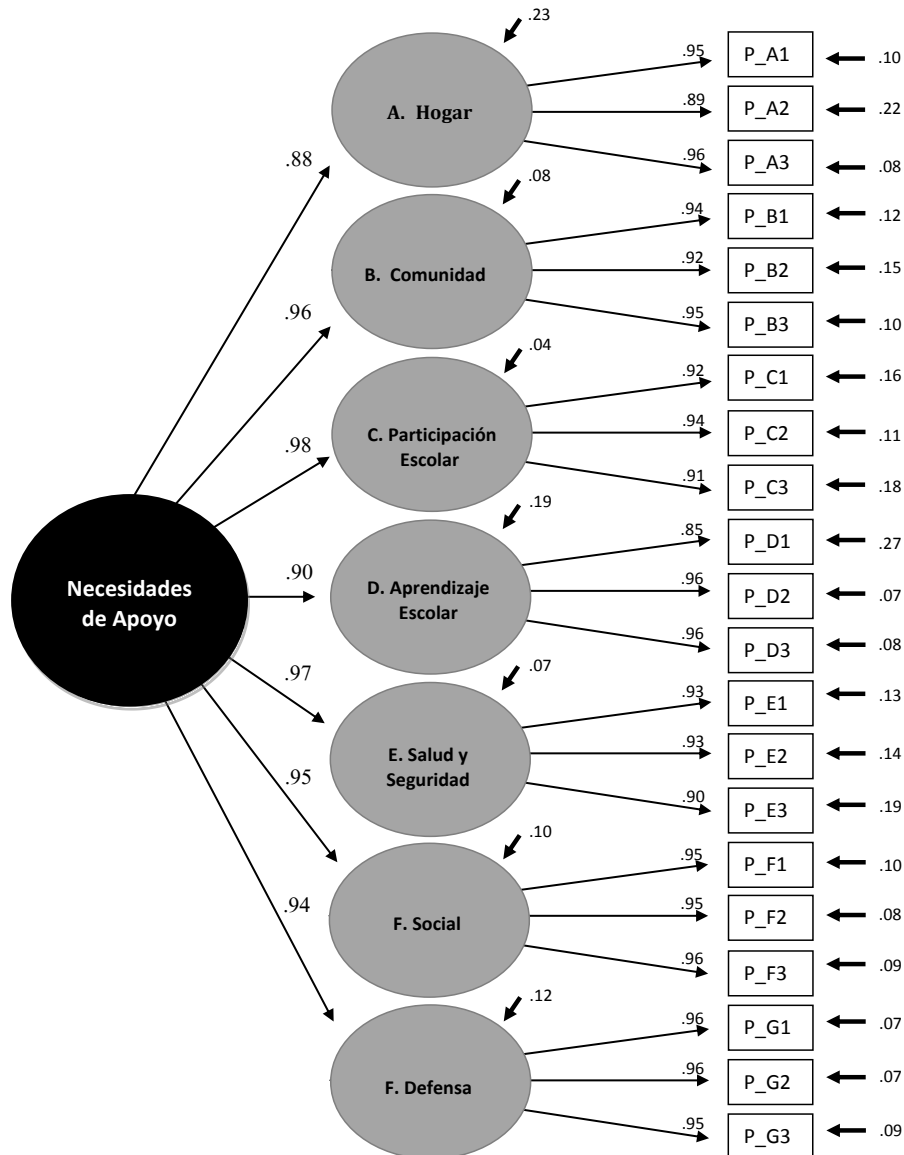 .23
.95
P_A1
.10
A. Hogar
.89
P_A2
.22
.96
P_A3
.08
.88
.08
.94
P_B1
.12
B. Comunidad
.92
P_B2
.15
.96
.95
P_B3
.10
.04
.92
P_C1
.16
C. Participación
Escolar
.94
P_C2
.11
.98
.91
P_C3
.18
.19
.85
P_D1
.27
Necesidades
de Apoyo
.90
D. Aprendizaje
Escolar
.96
P_D2
.07
.96
P_D3
.08
.97
.07
.93
P_E1
.13
E. Salud y
Seguridad
.93
P_E2
.14
.95
.90
P_E3
.19
.10
.95
P_F1
.10
F. Social
.95
P_F2
.08
.94
.96
P_F3
.09
.12
.96
P_G1
.07
F. Defensa
.96
P_G2
.07
.95
P_G3
.09